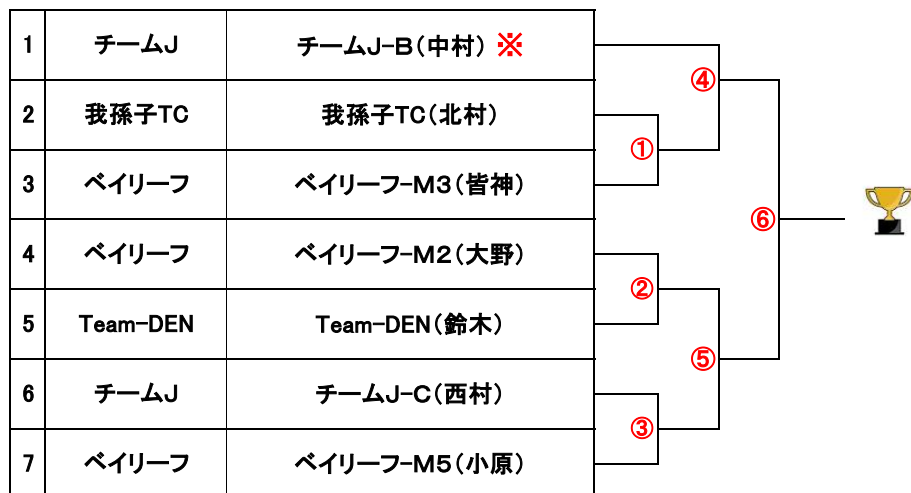 1 チームJ チームJ-B（中村） ※
④
2 我孫子TC 我孫子TC（北村）
①
3 ベイリーフ ベイリーフ-M3（皆神）
⑥
4 ベイリーフ ベイリーフ-M2（大野）
②
5 Team-DEN Team-DEN（鈴木）
⑤
6 チームJ チームJ-C（西村）
③
7 ベイリーフ ベイリーフ-M5（小原）